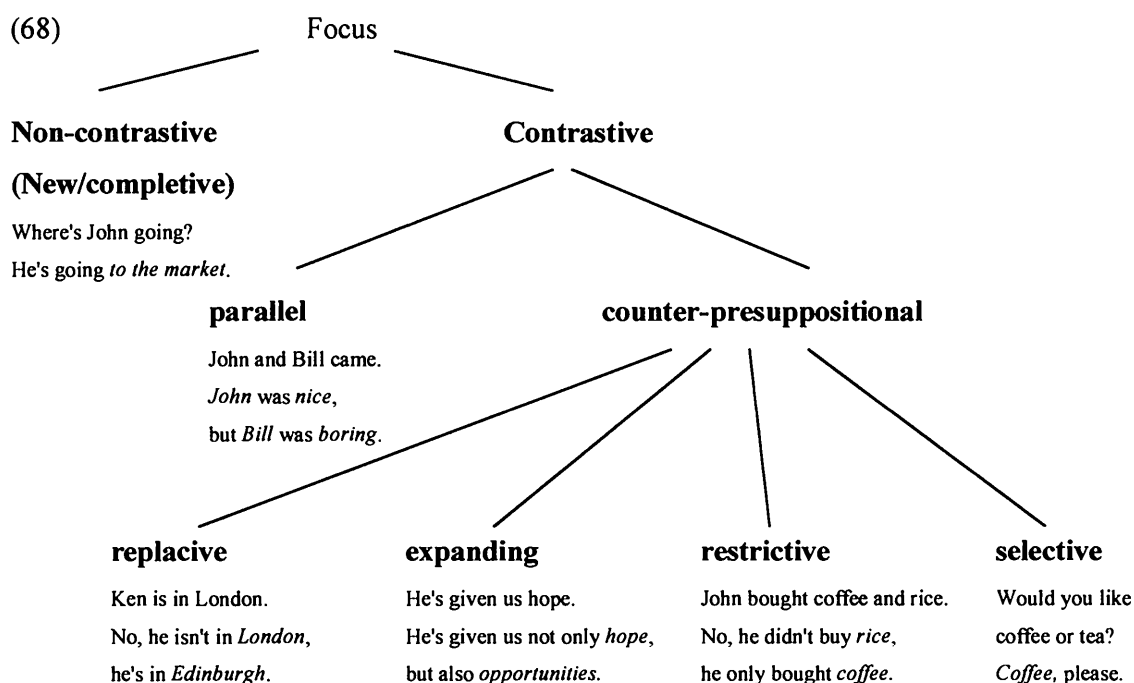 (68) Focus
Non-contrastive Contrastive
(New/completive)
Where's John going?
He's going to the market.
parallel counter-presuppositional
John and Bill came.
John was nice,
but Bill was boring.
replacive expanding restrictive selective
Ken is in London. He's given us hope. John bought coffee and rice. Would you like
No, he isn't in London, He's given us not only hope, No, he didn't buy rice, coffee or tea?
he's in Edinburgh. but also opportunities. he only bought coffee. Coffee, please.